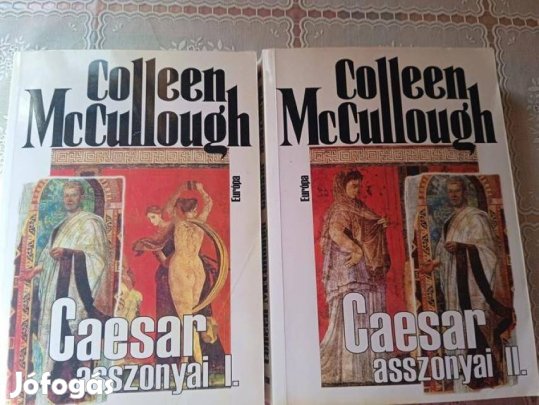 Colleen
McCullough
Európa
Caesar
asszonyai I.
Colleen
McCullough
Európa
Caesar
asszonyai II.
Jófogás